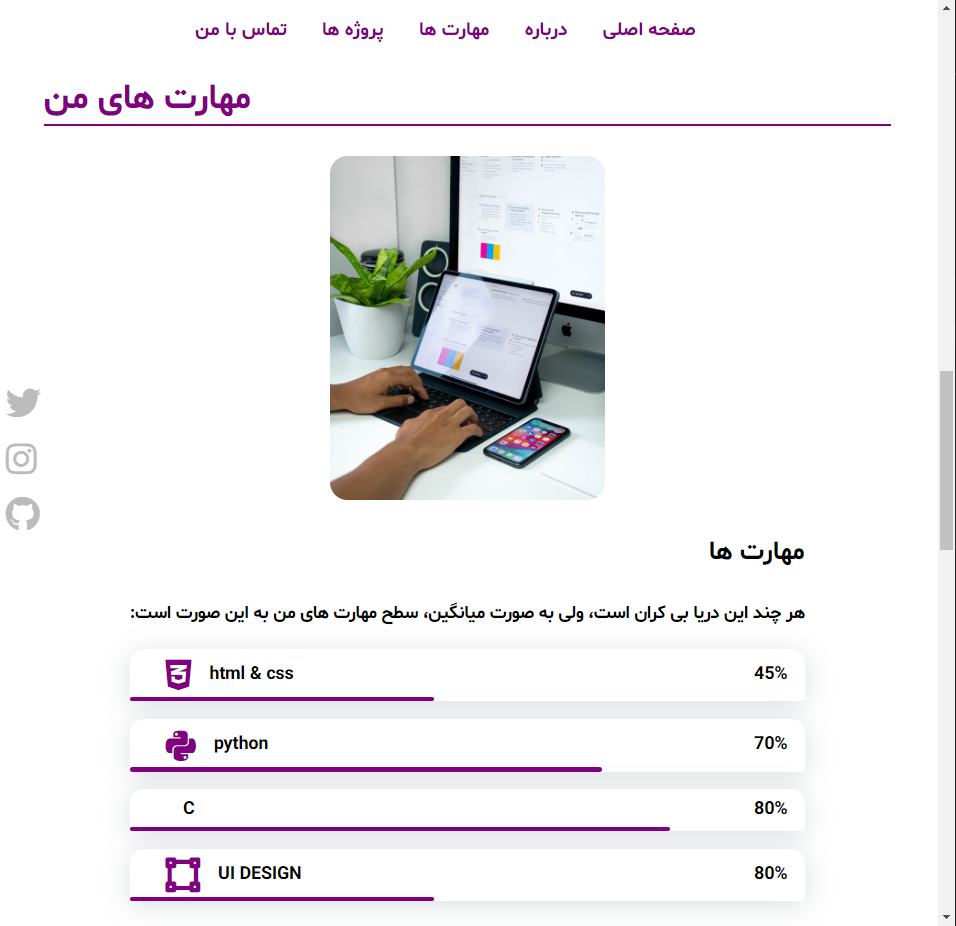 صفحه اصلی درباره مهارت ها پروژه ها تماس با من
مهارت های من
مهارت ها
هر چند این دریا بی کران است، ولی به صورت میانگین، سطح مهارت های من به این صورت است:
html & css 45%
python 70%
C 80%
UI DESIGN 80%